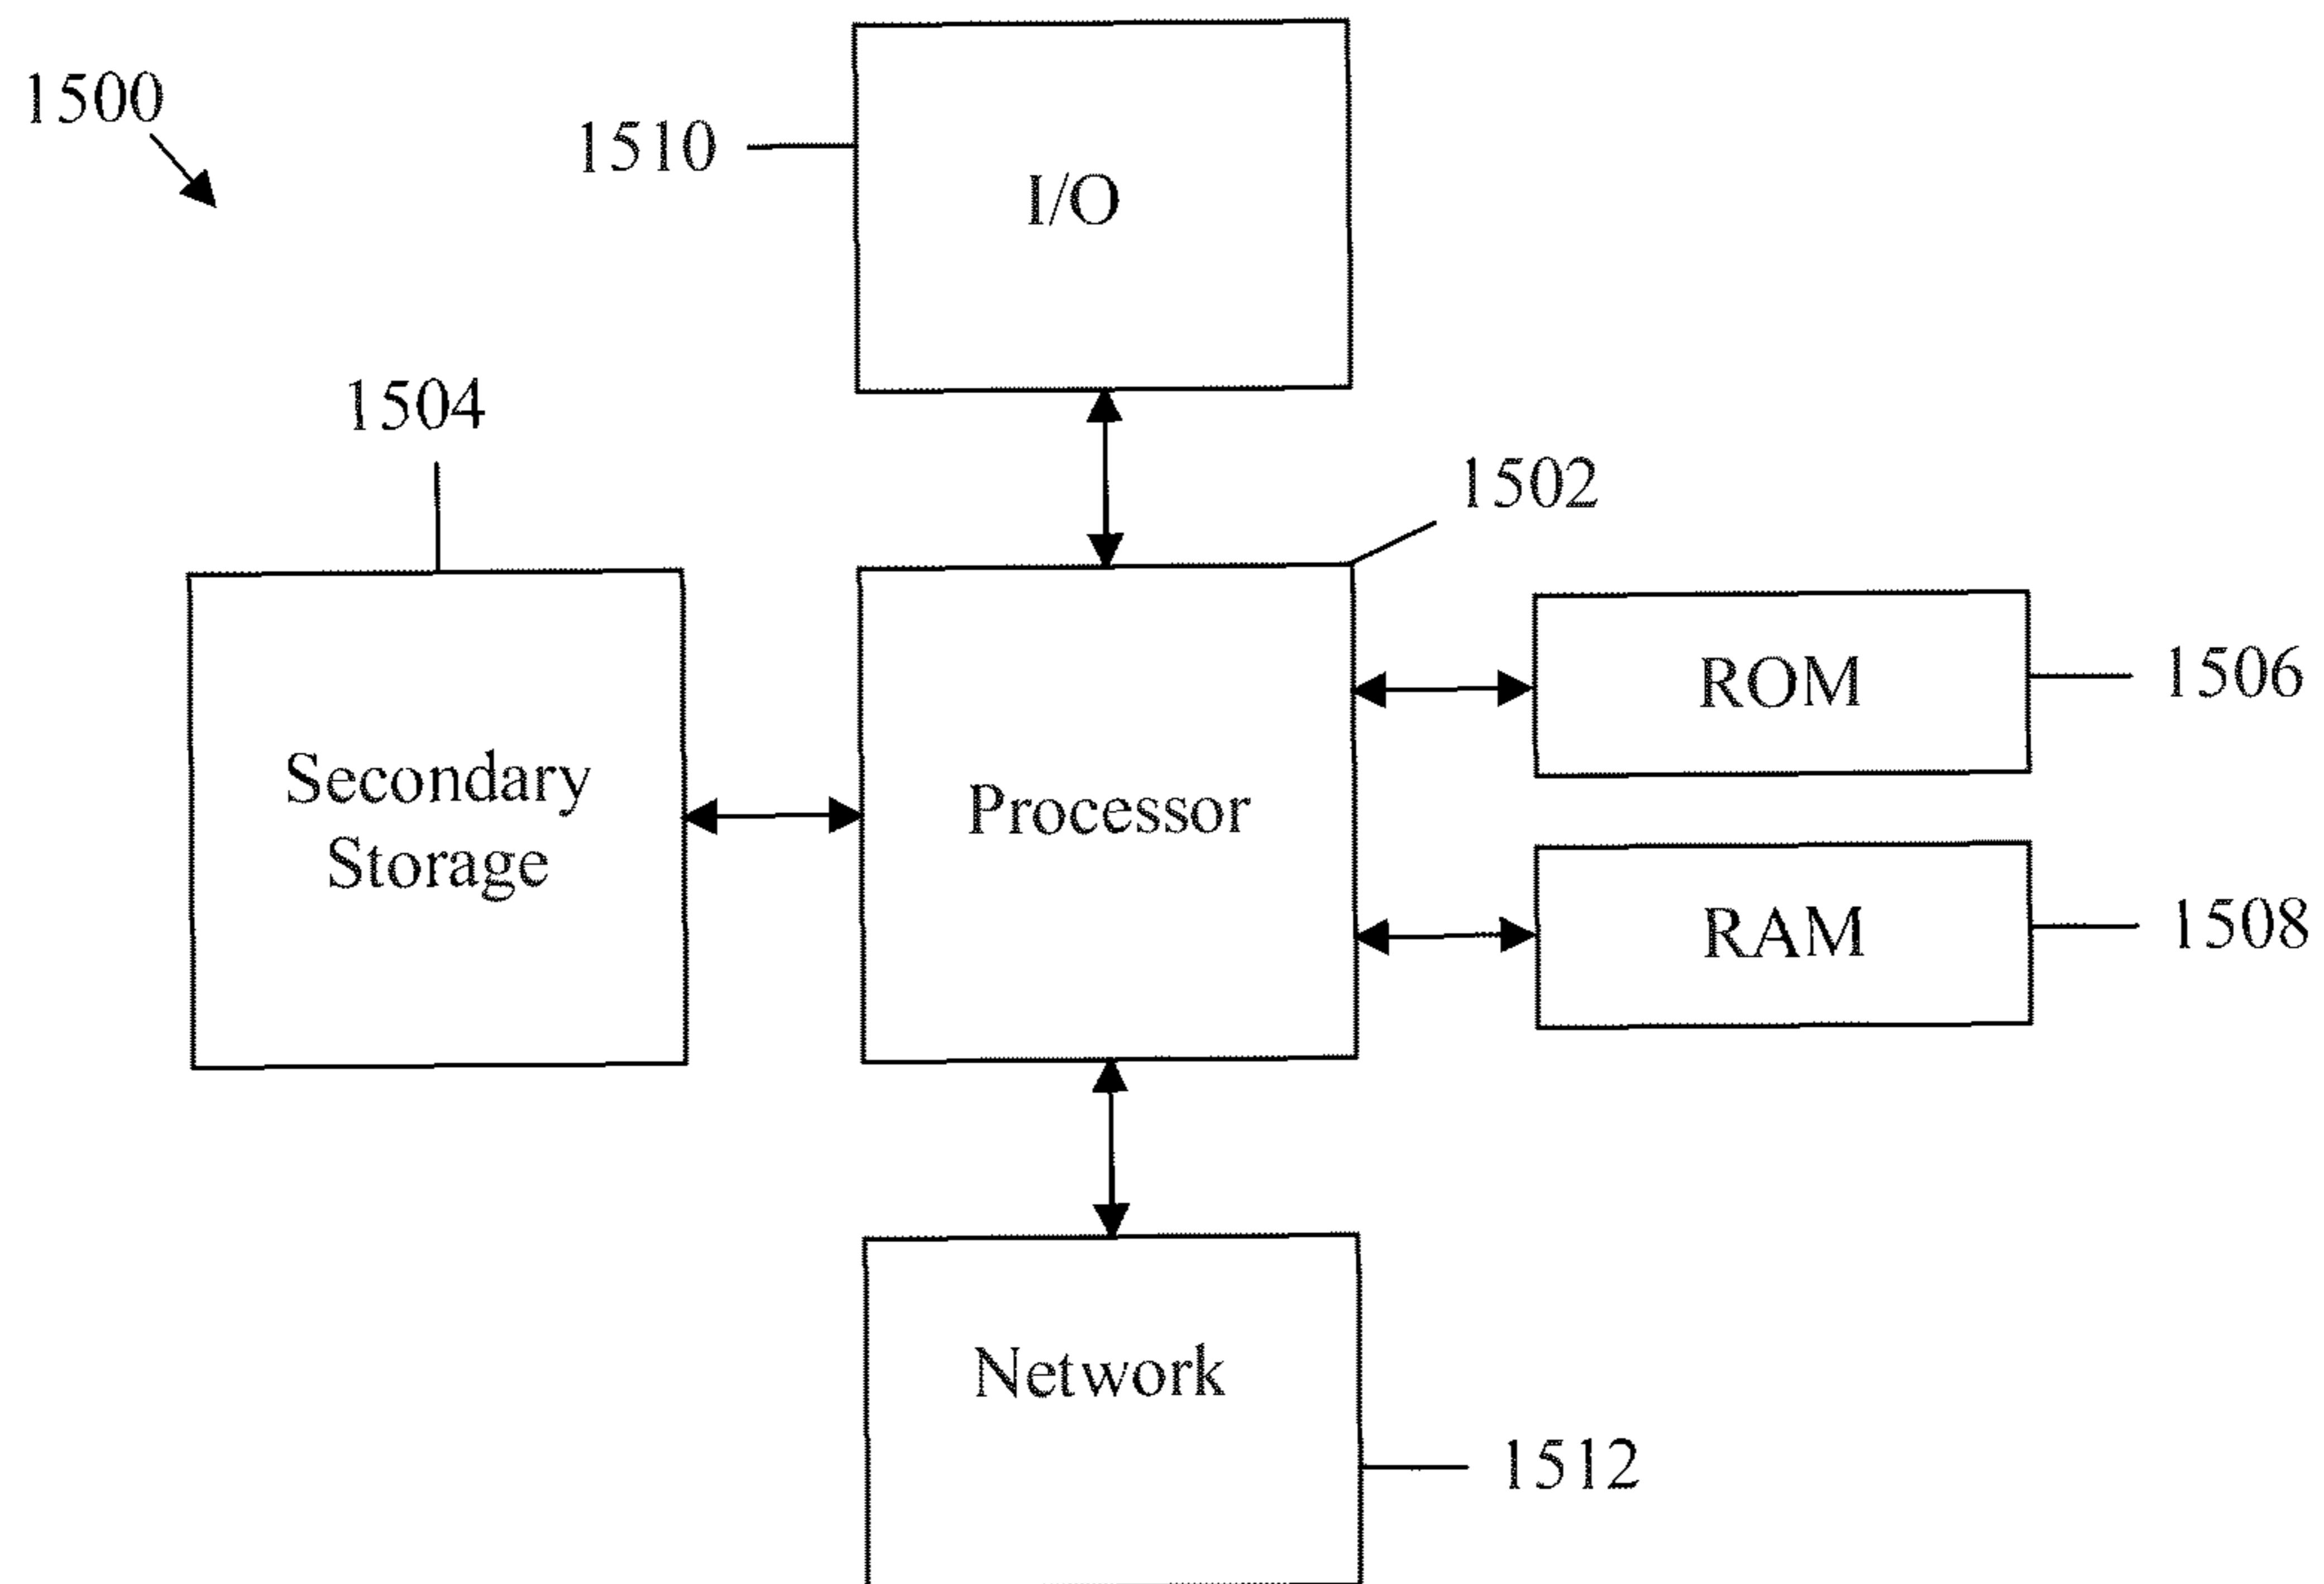 1500
1510
I/O
1504
1502
Secondary
Storage
Processor
ROM
1506
RAM
1508
Network
1512